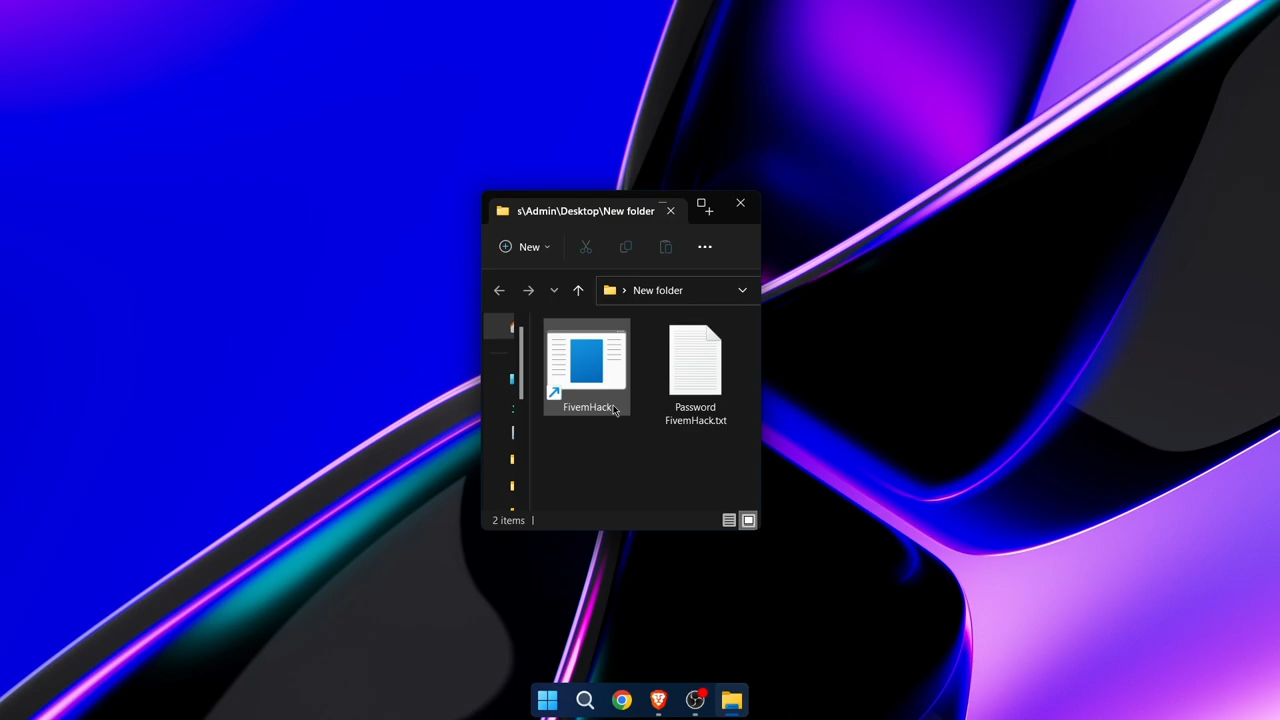 s\Admin\Desktop\New folder
New
New folder
FivemHack
Password
FivemHack.txt
2 items